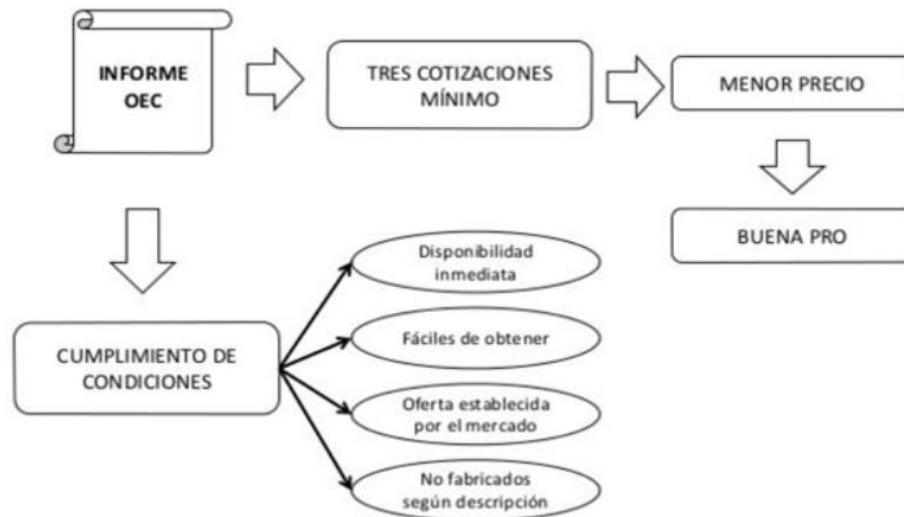 INFORME
OEC
TRES COTIZACIONES
MÍNIMO
MENOR PRECIO
BUENA PRO
CUMPLIMIENTO DE
CONDICIONES
Disponibilidad
inmediata
Fáciles de obtener
Oferta establecida
por el mercado
No fabricados
según descripción